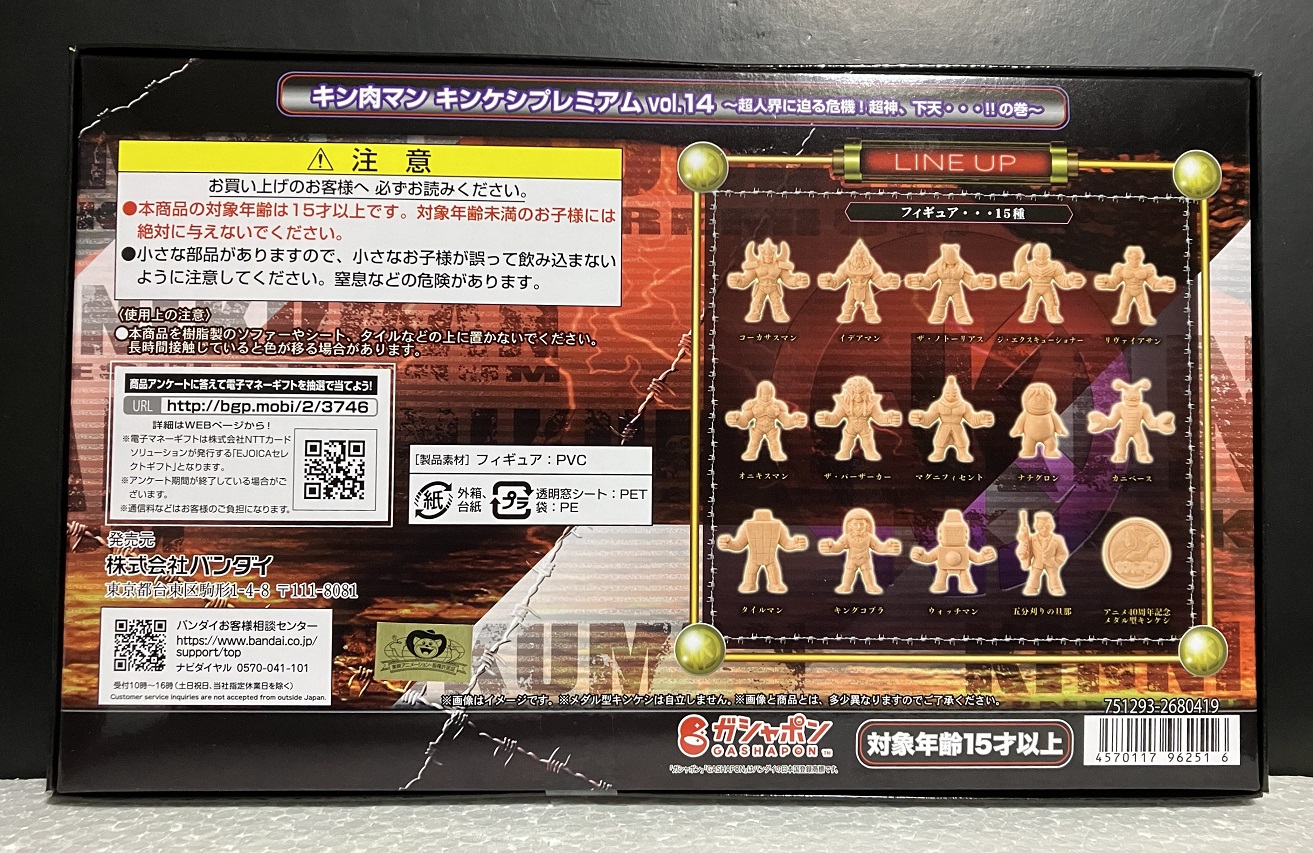 キン肉マン キンケシプレミアム vol.14 ～超人界に迫る危機！超神、下天・・・!!の巻～
注 意
お買い上げのお客様へ 必ずお読みください。
●本商品の対象年齢は15才以上です。対象年齢未満のお子様には
絶対に与えないでください。
●小さな部品がありますので、小さなお子様が誤って飲み込まない
ように注意してください。窒息などの危険があります。
〈使用上の注意〉
●本商品を樹脂製のソファーやシート、タイルなどの上に置かないでください。
長時間接触していると色が移る場合があります。
商品アンケートに答えて電子マネーギフトを抽選で当てよう!
URL http://bgp.mobi/2/3746
詳細はWEBページから!
※電子マネーギフトは株式会社NTTカード
ソリューションが発行する「EJOICAセレ
クトギフト」となります。
※アンケート期間が終了している場合がご
ざいます。
※通信料などはお客様のご負担になります。
[製品素材] フィギュア：PVC
紙 外箱、台紙
プラ 透明窓シート：PET
袋：PE
発売元
株式会社バンダイ
東京都台東区駒形1-4-8 〒111-8081
バンダイお客様相談センター
https://www.bandai.co.jp/
support/top
ナビダイヤル 0570-041-101
受付10時～16時(土日祝日、当社指定休業日を除く)
Customer service inquiries are not accepted from outside Japan.
LINE UP
フィギュア・・・15種
コーカサスマン
イデアマン
ザ・ノトーリアス
ジ・エクスキューショナー
リヴァイアサン
オニキスマン
ザ・バーザーカー
マグニフィセント
ナチグロン
カニベース
タイルマン
キングコブラ
ウォッチマン
五分刈りの旦那
アニメ40周年記念
メタル型キンケシ
※画像はイメージです。※メダル型キンケシは自立しません。※画像と商品とは、多少異なりますのでご了承ください。
751293-2680419
ガシャポン
GASHAPON™
「ガシャポン」「GASHAPON」はバンダイの日本国登録商標です。
対象年齢15才以上
4570117 96251 6